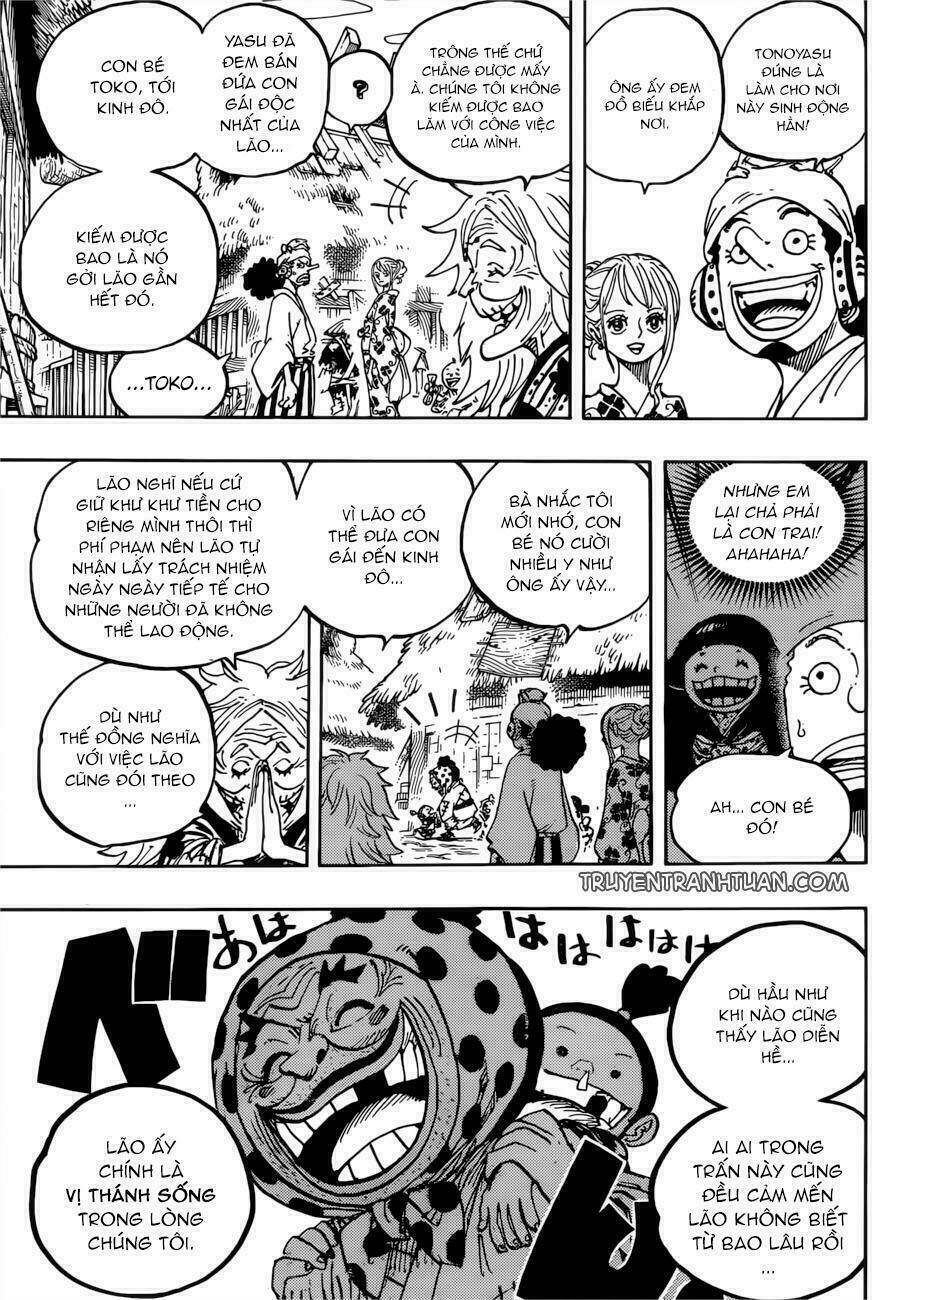 TONOYASU
ĐÚNG LÀ
LÀM CHO NƠI
NÀY SINH ĐỘNG
HẲN!
ÔNG ẤY ĐEM
ĐỒ BIẾU KHẮP
NƠI.
TRÔNG THẾ CHỨ
CHẲNG ĐƯỢC MẤY
Ả. CHÚNG TÔI KHÔNG
KIẾM ĐƯỢC BAO
LĂM VỚI CÔNG VIỆC
CỦA MÌNH.
?
YASU ĐÃ
ĐEM BÁN
ĐỨA CON
GÁI ĐỘC
NHẤT CỦA
LÃO...
CON BÉ
TOKO, TỚI
KINH ĐÔ.
KIẾM ĐƯỢC
BAO LÀ NÓ
GỞI LÃO GẦN
HẾT ĐÓ.
...TOKO...
NHƯNG EM
LẠI CHẢ PHẢI
LÀ CON TRAI!
AHAHAHA!
AH... CON BÉ
ĐÓ!
BÀ NHẮC TÔI
MỚI NHỚ, CON
BÉ NÓ CƯỜI
NHIỀU Y NHƯ
ÔNG ẤY VẬY...
VÌ LÃO CÓ
THỂ ĐƯA CON
GÁI ĐẾN KINH
ĐÔ...
LÃO NGHĨ NẾU CỨ
GIỮ KHƯ KHƯ TIỀN CHO
RIÊNG MÌNH THÔI THÌ
PHÍ PHẠM NÊN LÃO TỰ
NHẬN LẤY TRÁCH NHIỆM
NGÀY NGÀY TIẾP TẾ CHO
NHỮNG NGƯỜI ĐÃ KHÔNG
THỂ LAO ĐỘNG.
DÙ NHƯ
THẾ ĐỒNG NGHĨA
VỚI VIỆC LÃO
CŨNG ĐÓI THEO
...
TRUYENTRANHTUAN.COM
DÙ HẦU NHƯ
KHI NÀO CŨNG
THẤY LÃO DIỄN
HỀ...
AI AI TRONG
TRẤN NÀY CŨNG
ĐỀU CẢM MẾN
LÃO KHÔNG BIẾT
TỪ BAO LÂU RỒI
...
あは
はははは
べ
LÃO ẤY
CHÍNH LÀ
VỊ THÁNH SỐNG
TRONG LÒNG
CHÚNG TÔI.